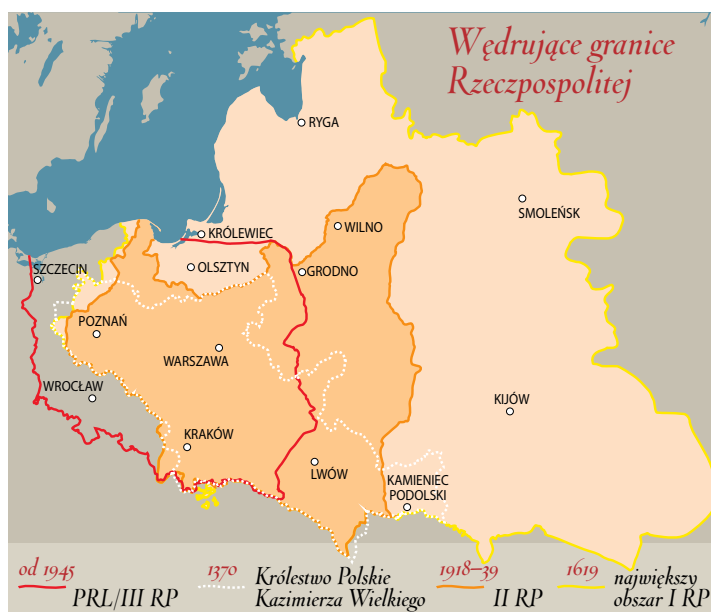 Wędrujące granice
Rzeczpospolitej
RYGA
SMOLEŃSK
WILNO
KRÓLEWIEC
OLSZTYN
GRODNO
SZCZECIN
POZNAŃ
WARSZAWA
WROCŁAW
KIJÓW
KRAKÓW
LWÓW
KAMIENIEC
PODOLSKI
od 1945
PRL/III RP
1370
Królestwo Polskie
Kazimierza Wielkiego
1918–39
II RP
1619
największy
obszar I RP